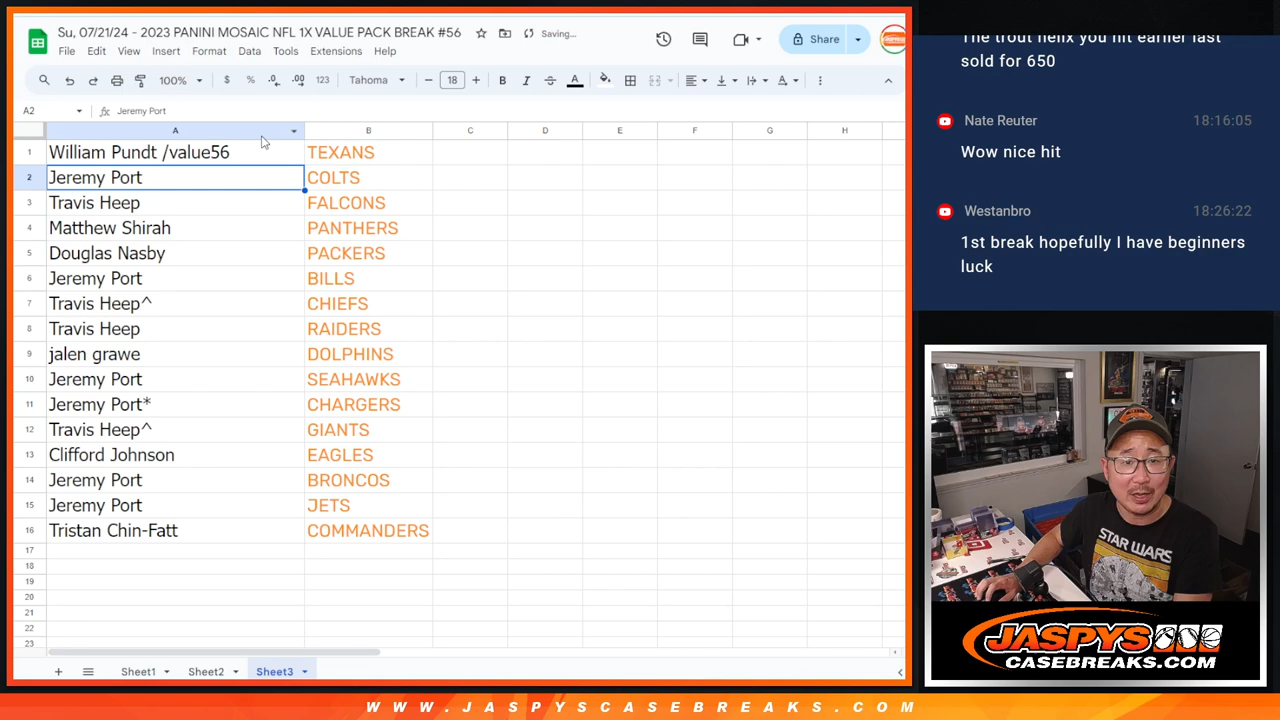 Su, 07/21/24 - 2023 PANINI MOSAIC NFL 1X VALUE PACK BREAK #56
Saving...
File Edit View Insert Format Data Tools Extensions Help
Share
100%
$ % .0 .00 123
Tahoma
18
B I A
A2
fx Jeremy Port
A B C D E F G H
1 William Pundt /value56 TEXANS
2 Jeremy Port COLTS
3 Travis Heep FALCONS
4 Matthew Shirah PANTHERS
5 Douglas Nasby PACKERS
6 Jeremy Port BILLS
7 Travis Heep^ CHIEFS
8 Travis Heep RAIDERS
9 jalen grawe DOLPHINS
10 Jeremy Port SEAHAWKS
11 Jeremy Port* CHARGERS
12 Travis Heep^ GIANTS
13 Clifford Johnson EAGLES
14 Jeremy Port BRONCOS
15 Jeremy Port JETS
16 Tristan Chin-Fatt COMMANDERS
17
18
19
20
21
22
23
Sheet1 Sheet2 Sheet3
The trout helix you hit earlier last
sold for 650
Nate Reuter 18:16:05
Wow nice hit
Westanbro 18:26:22
1st break hopefully I have beginners
luck
STAR WARS
JASPYS
CASEBREAKS.COM
WWW.JASPYSCASEBREAKS.COM